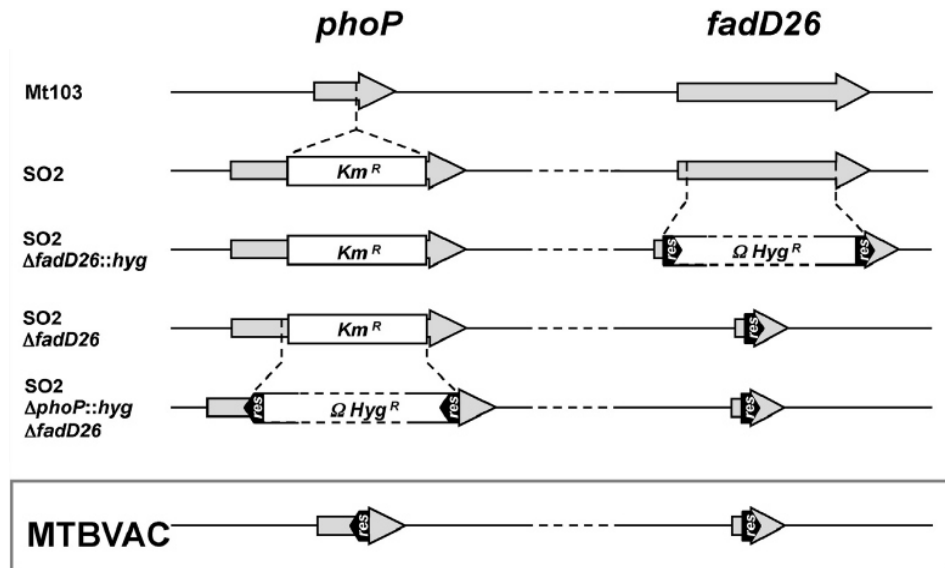 phoP fadD26
Mt103
SO2
Km R
SO2
ΔfadD26::hyg
Km R
res Ω Hyg R res
SO2
ΔfadD26
Km R
res
SO2
ΔphoP::hyg
ΔfadD26
res Ω Hyg R res
res
MTBVAC
res
res